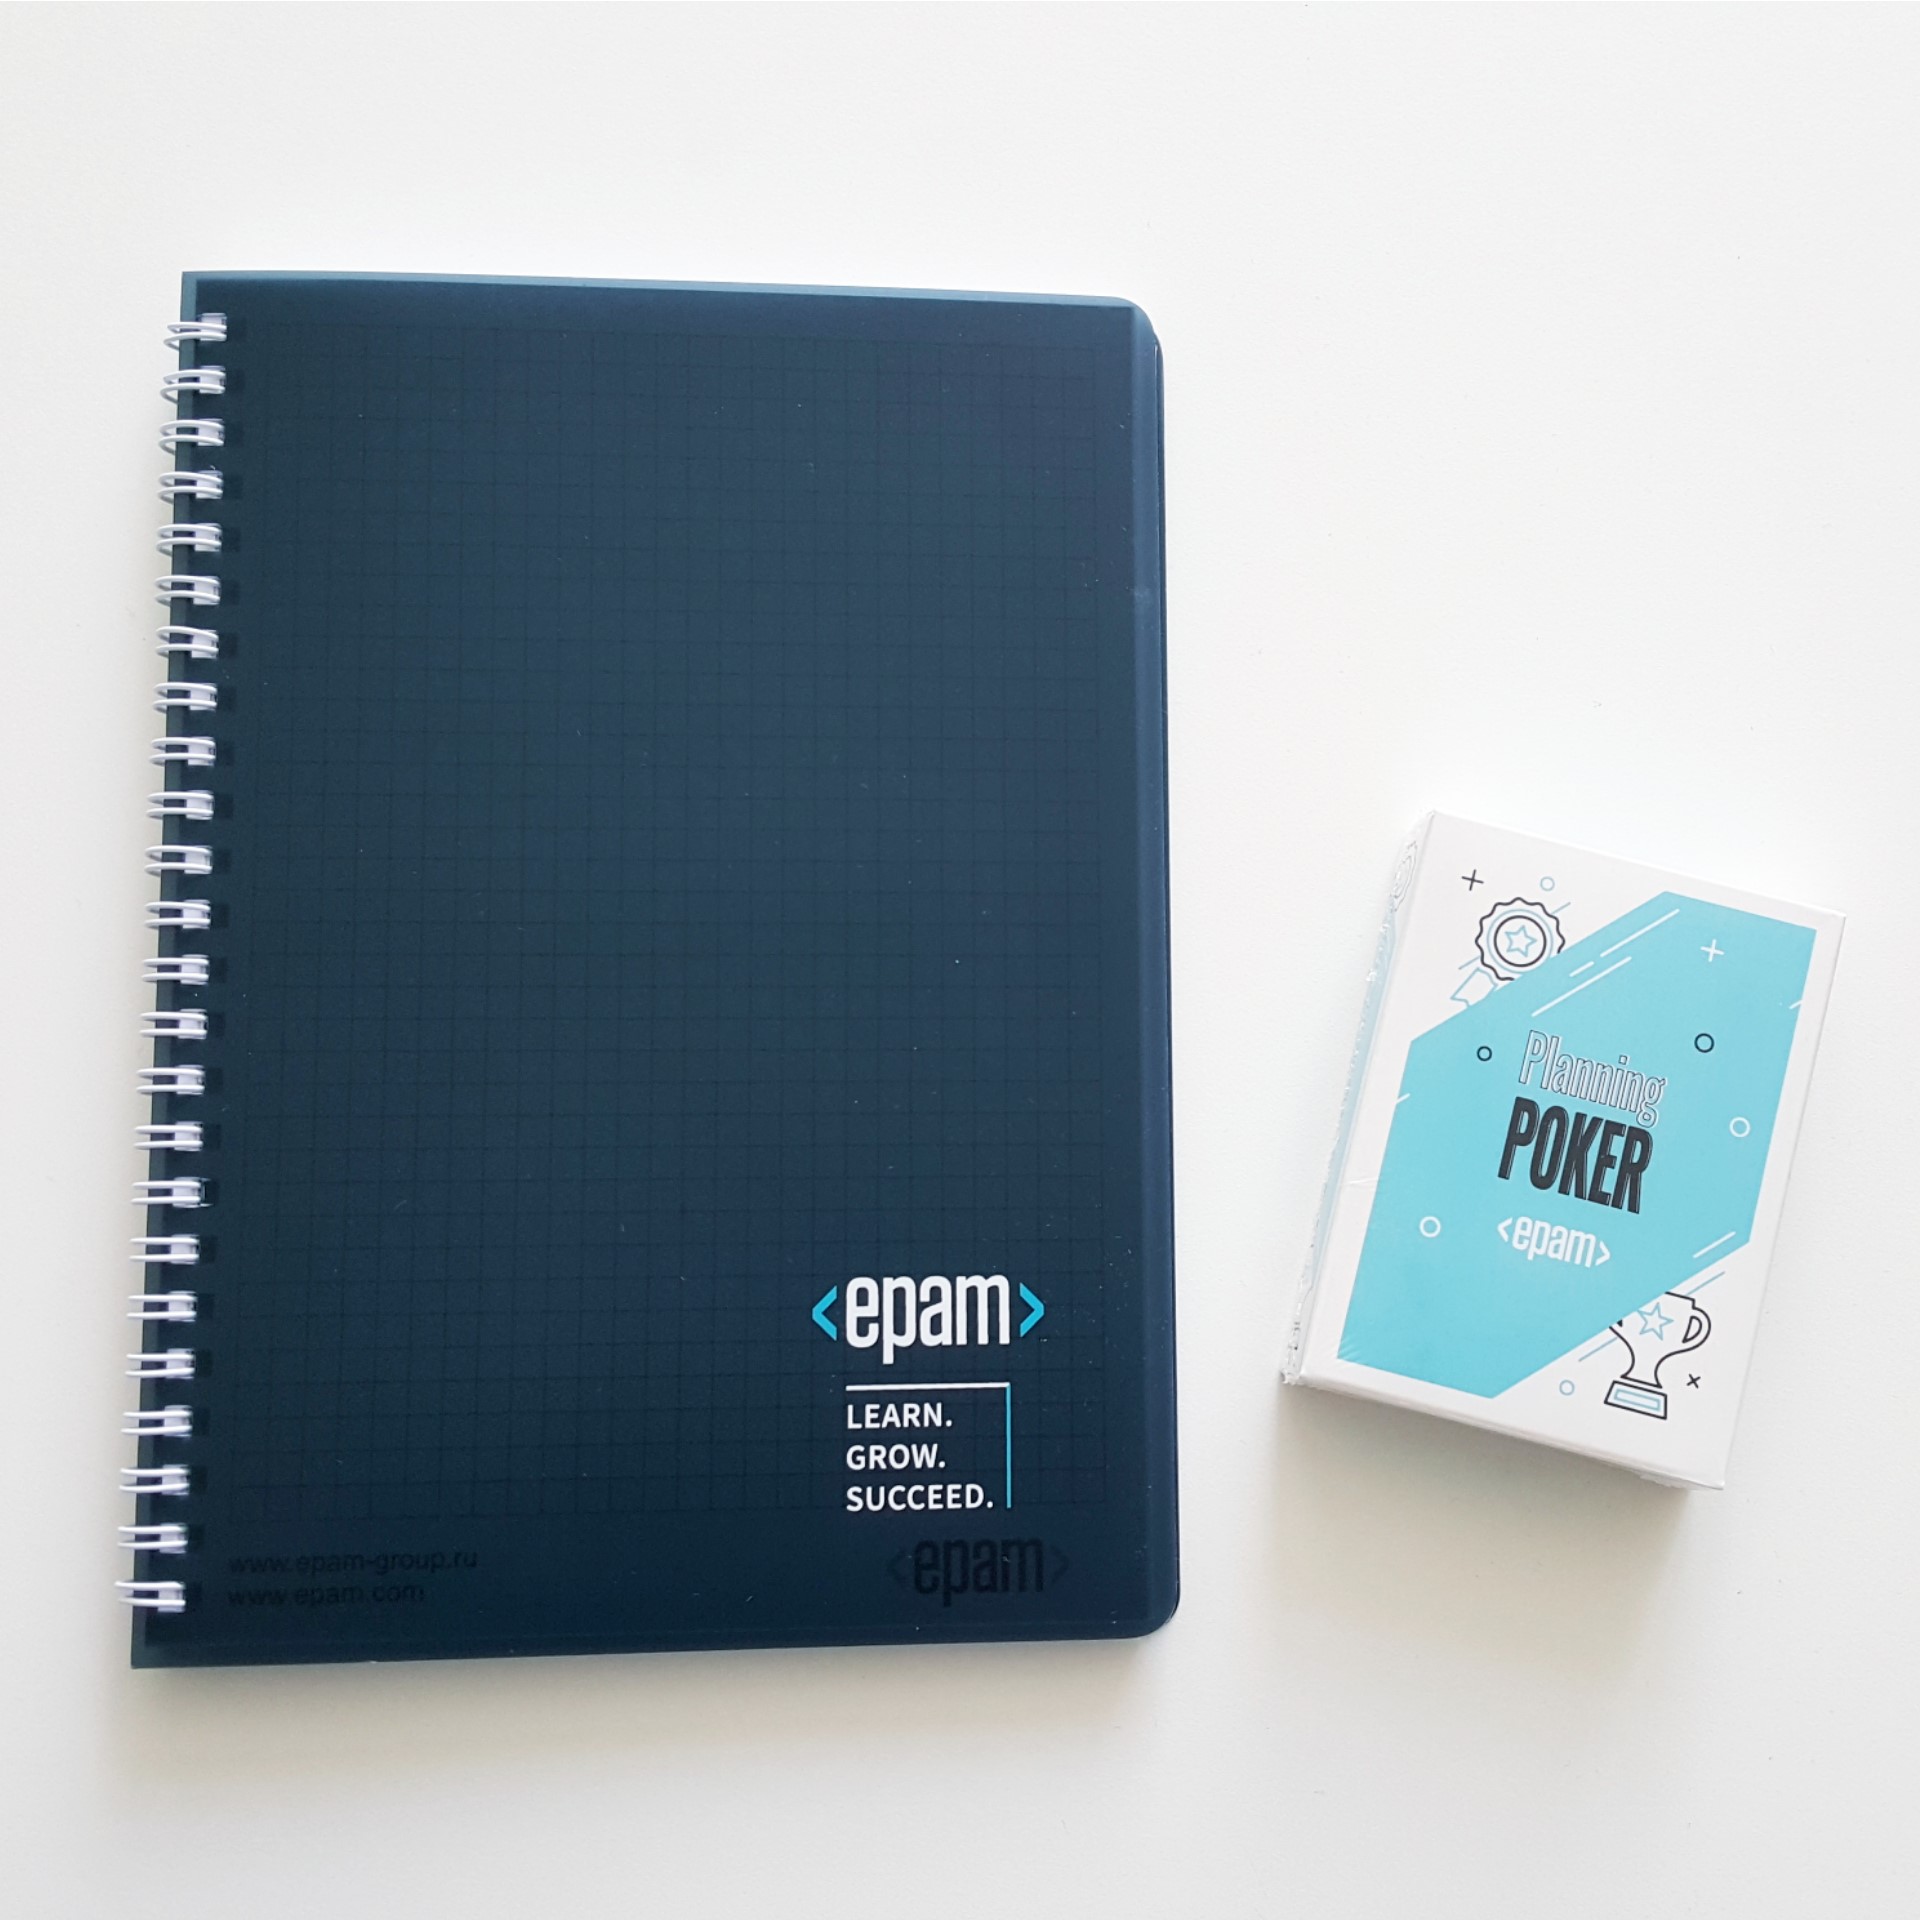 <epam>
LEARN.
GROW.
SUCCEED.
www.epam-group.ru
www.epam.com
<epam>
Planning
POKER
<epam>